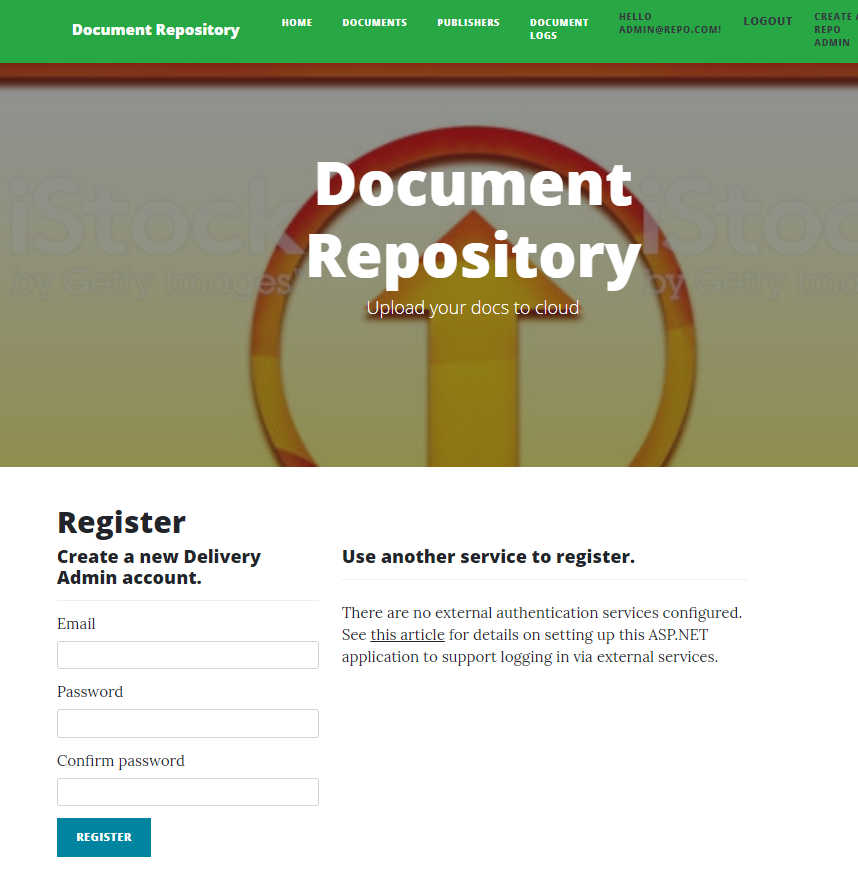 Document Repository
HOME
DOCUMENTS
PUBLISHERS
DOCUMENT
LOGS
HELLO
ADMIN@REPO.COM!
LOGOUT
CREATE A
REPO
ADMIN
iStock
by Getty Images
Document
Repository
Upload your docs to cloud
iStoc
by Getty Ima
Register
Create a new Delivery
Admin account.
Email
Password
Confirm password
REGISTER
Use another service to register.
There are no external authentication services configured.
See this article for details on setting up this ASP.NET
application to support logging in via external services.